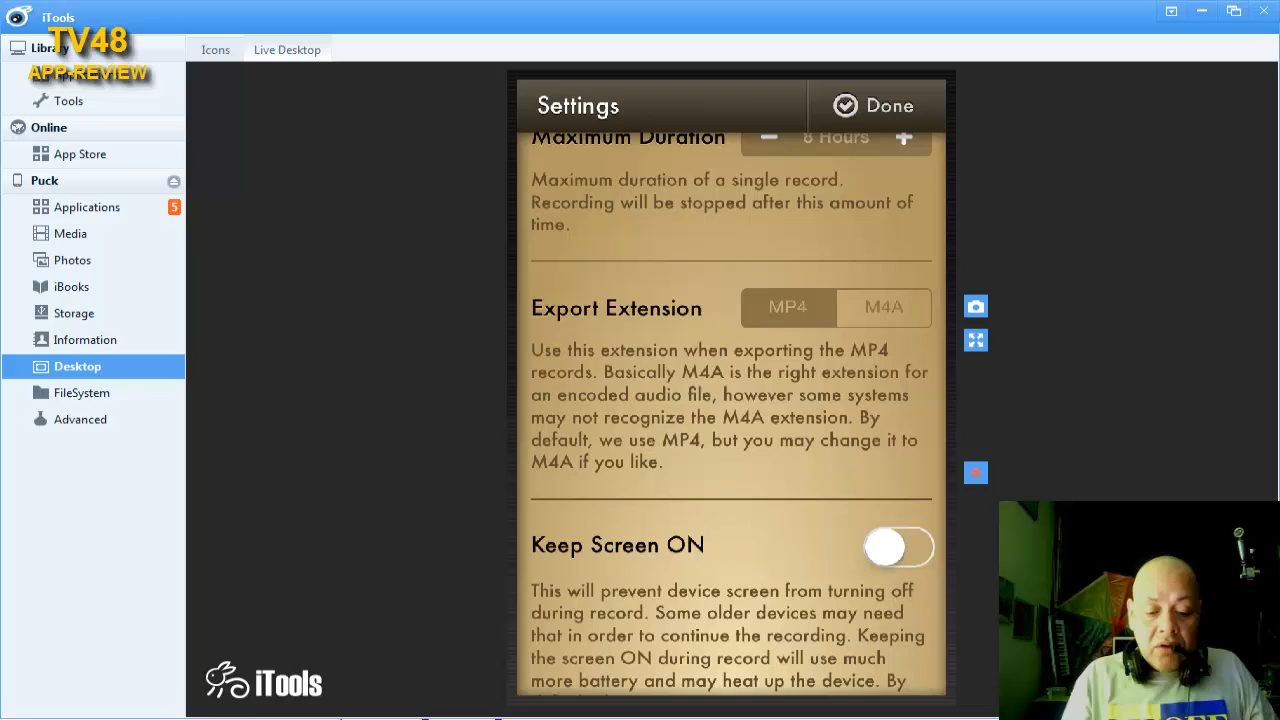 iTools
TV48
APP-REVIEW
Library
Tools
Online
App Store
Puck
Applications 5
Media
Photos
iBooks
Storage
Information
Desktop
FileSystem
Advanced
Icons Live Desktop
Settings Done
Maximum Duration - 8 Hours +
Maximum duration of a single record.
Recording will be stopped after this amount of
time.
Export Extension MP4 M4A
Use this extension when exporting the MP4
records. Basically M4A is the right extension for
an encoded audio file, however some systems
may not recognize the M4A extension. By
default, we use MP4, but you may change it to
M4A if you like.
Keep Screen ON
This will prevent device screen from turning off
during record. Some older devices may need
that in order to continue the recording. Keeping
the screen ON during record will use much
more battery and may heat up the device. By
iTools